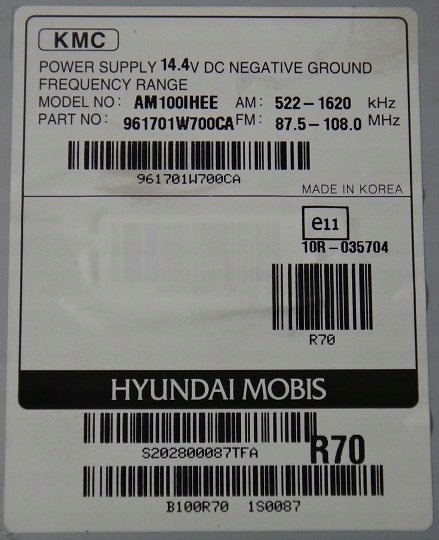 KMC
POWER SUPPLY 14.4V DC NEGATIVE GROUND
FREQUENCY RANGE
MODEL NO: AM100IHEE AM: 522-1620 kHz
PART NO: 961701W700CA FM: 87.5-108.0 MHz
961701W700CA
MADE IN KOREA
e11
10R-035704
R70
HYUNDAI MOBIS
S202800087TFA
R70
B100R70 1S0087